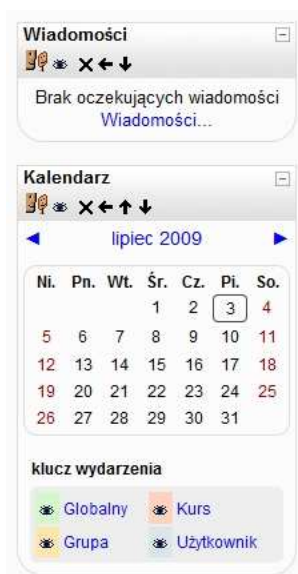 Wiadomości
Brak oczekujących wiadomości
Wiadomości...
Kalendarz
◄ lipiec 2009 ►
Ni. Pn. Wt. Śr. Cz. Pi. So.
1 2 3 4
5 6 7 8 9 10 11
12 13 14 15 16 17 18
19 20 21 22 23 24 25
26 27 28 29 30 31
klucz wydarzenia
Globalny Kurs
Grupa Użytkownik